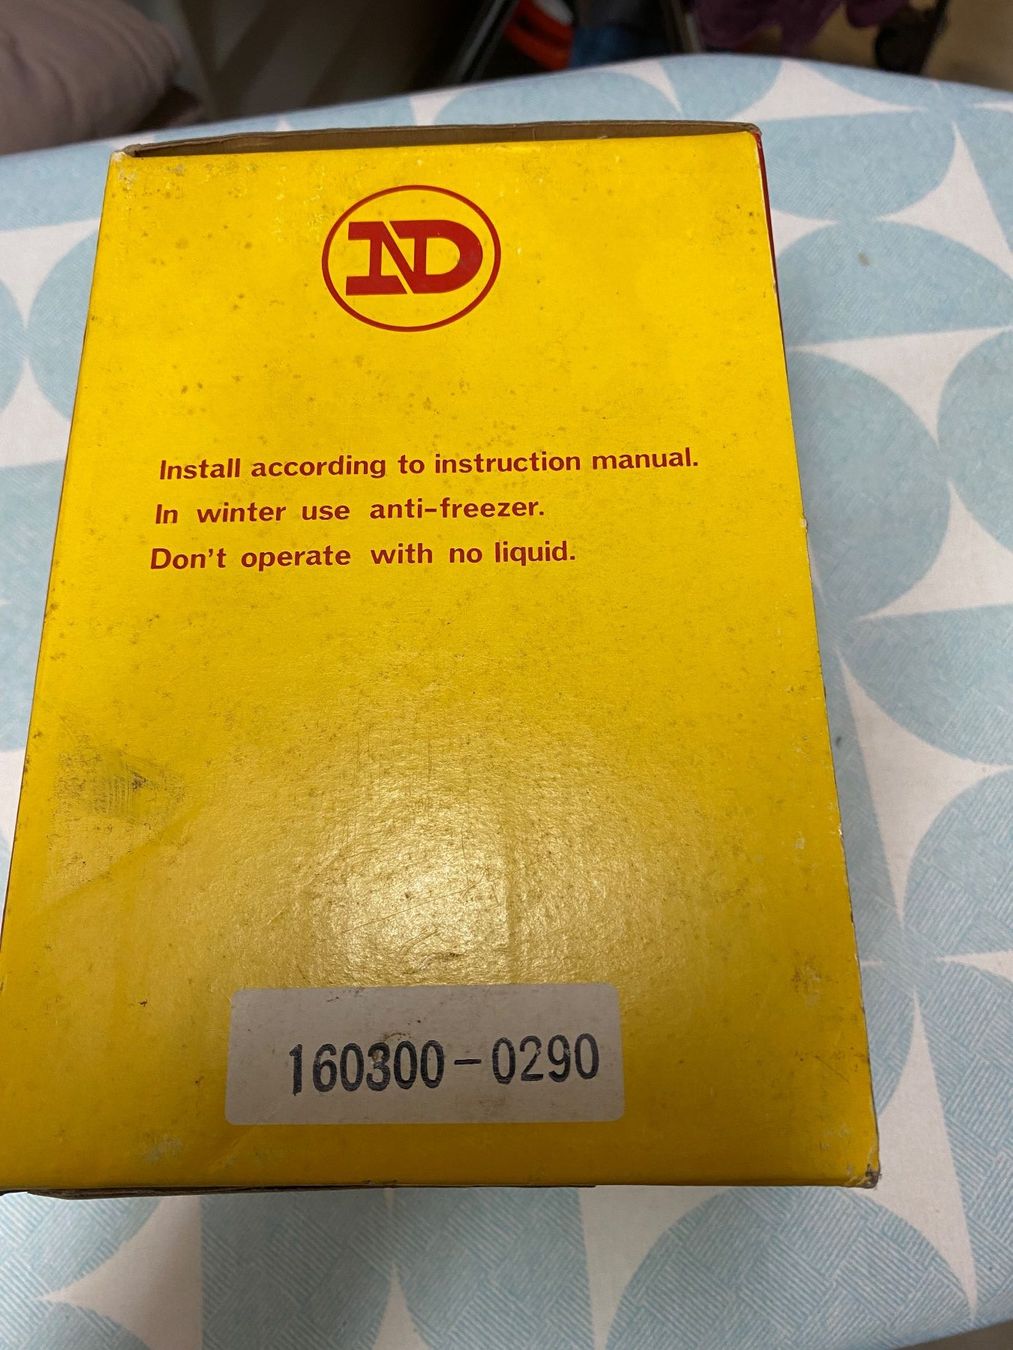 ND
Install according to instruction manual.
In winter use anti-freezer.
Don't operate with no liquid.
160300-0290